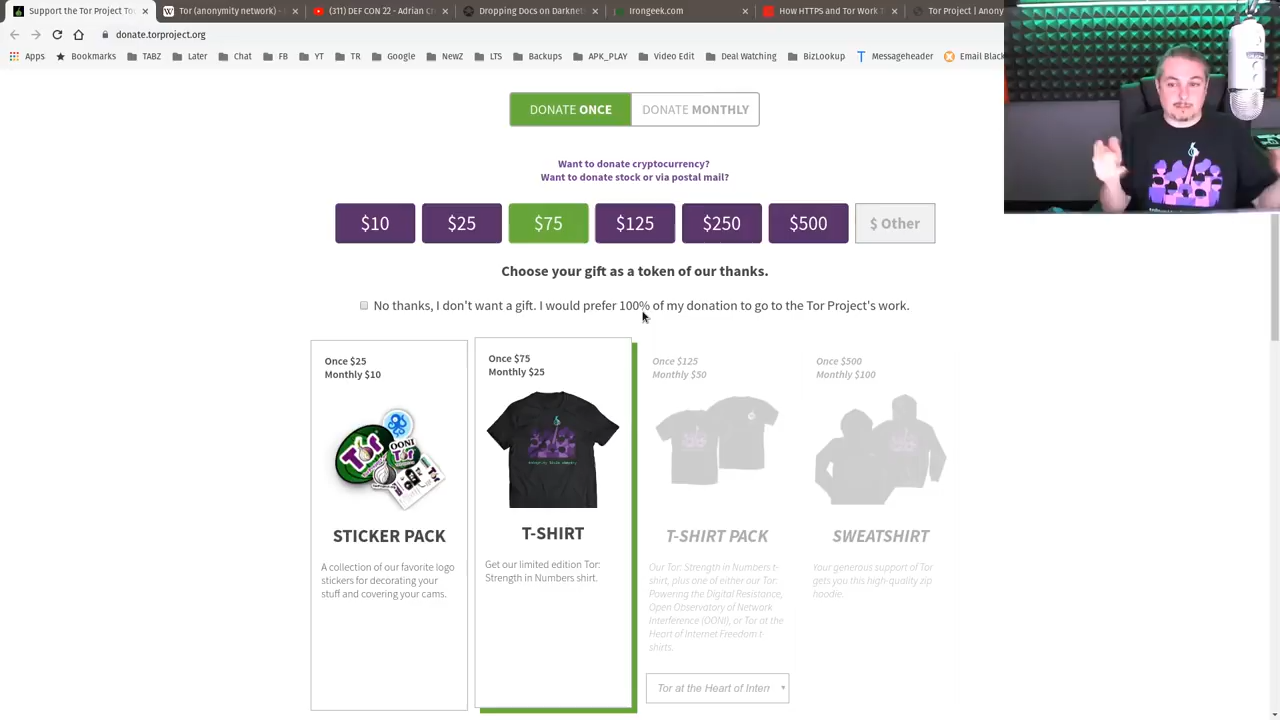 Support the Tor Project Tod
Tor (anonymity network) -
(311) DEF CON 22 - Adrian Cr
Dropping Docs on Darknet
Irongeek.com
How HTTPS and Tor Work T
Tor Project | Anony
donate.torproject.org
Apps
Bookmarks
TABZ
Later
Chat
FB
YT
TR
Google
NewZ
LTS
Backups
APK_PLAY
Video Edit
Deal Watching
BizLookup
Messageheader
Email Black
DONATE ONCE
DONATE MONTHLY
Want to donate cryptocurrency?
Want to donate stock or via postal mail?
$10
$25
$75
$125
$250
$500
$ Other
Choose your gift as a token of our thanks.
No thanks, I don't want a gift. I would prefer 100% of my donation to go to the Tor Project's work.
Once $25
Monthly $10
Tor
OONI
Tor
STICKER PACK
A collection of our favorite logo
stickers for decorating your
stuff and covering your cams.
Once $75
Monthly $25
T-SHIRT
Get our limited edition Tor:
Strength in Numbers shirt.
Once $125
Monthly $50
T-SHIRT PACK
Our Tor: Strength in Numbers t-
shirt, plus one of either our Tor:
Powering the Digital Resistance,
Open Observatory of Network
Interference (OONI), or Tor at the
Heart of Internet Freedom t-
shirts.
Tor at the Heart of Inten
Once $500
Monthly $100
SWEATSHIRT
Your generous support of Tor
gets you this high-quality zip
hoodie.